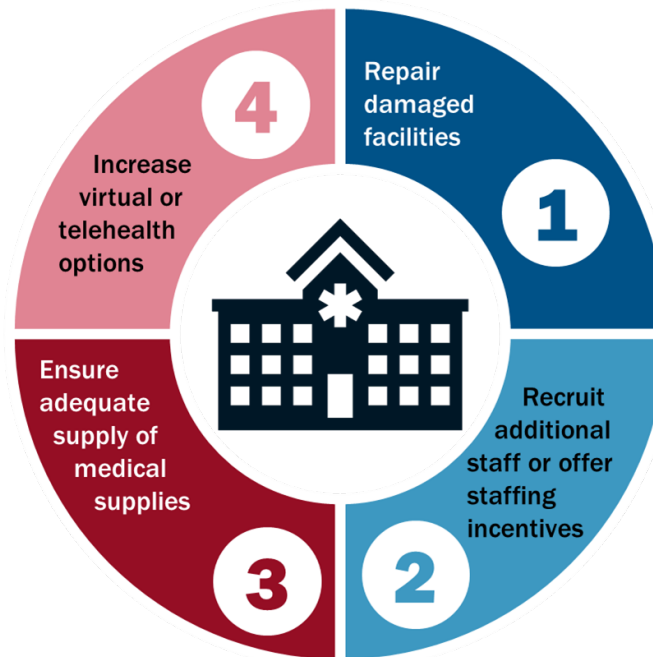 Repair
damaged
facilities
1
Recruit
additional
staff or offer
staffing
incentives
2
Ensure
adequate
supply of
medical
supplies
3
4
Increase
virtual or
telehealth
options